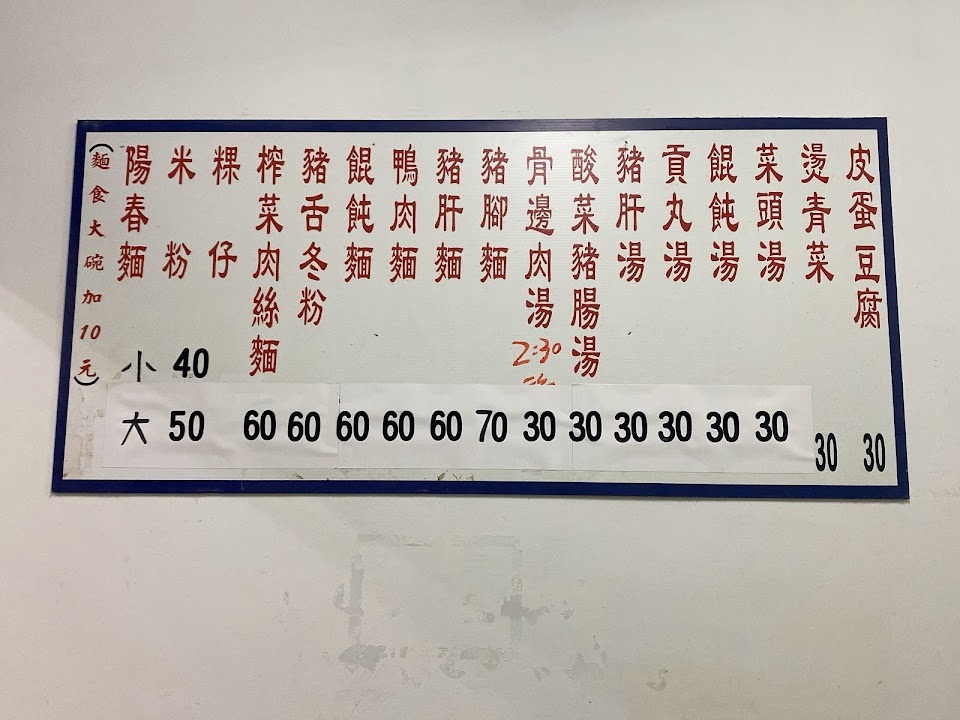 (麵食大碗加10元)
陽春麵
米粉
粿仔
榨菜肉絲麵
豬舌冬粉
餛飩麵
鴨肉麵
豬肝麵
豬腳麵
骨邊肉湯
2:30
酸菜豬腸湯
豬肝湯
貢丸湯
餛飩湯
菜頭湯
燙青菜
皮蛋豆腐
小 40
大 50 60 60 60 60 60 70 30 30 30 30 30 30
30 30